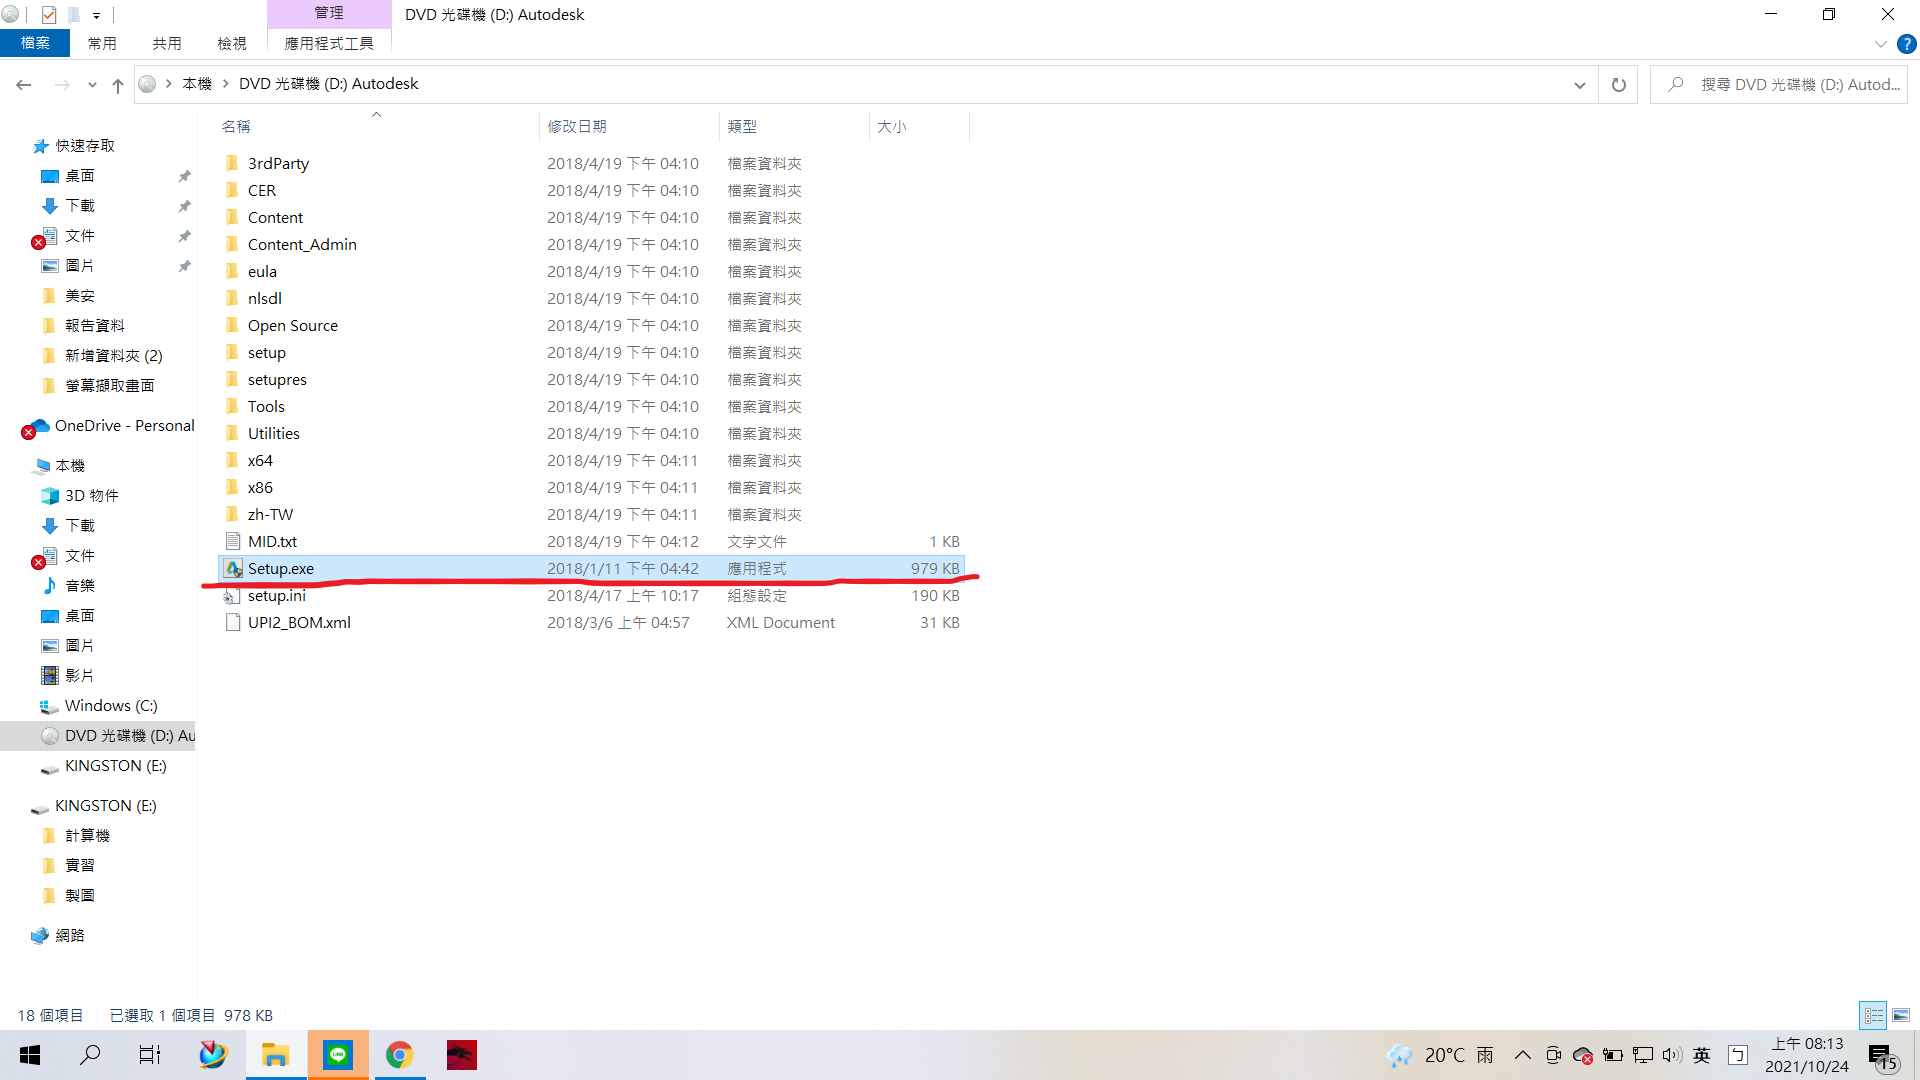 管理
DVD 光碟機 (D:) Autodesk
檔案
常用
共用
檢視
應用程式工具
本機
DVD 光碟機 (D:) Autodesk
搜尋 DVD 光碟機 (D:) Autod...
名稱 修改日期 類型 大小
3rdParty 2018/4/19 下午 04:10 檔案資料夾
CER 2018/4/19 下午 04:10 檔案資料夾
Content 2018/4/19 下午 04:10 檔案資料夾
Content_Admin 2018/4/19 下午 04:10 檔案資料夾
eula 2018/4/19 下午 04:10 檔案資料夾
nlsdl 2018/4/19 下午 04:10 檔案資料夾
Open Source 2018/4/19 下午 04:10 檔案資料夾
setup 2018/4/19 下午 04:10 檔案資料夾
setupres 2018/4/19 下午 04:10 檔案資料夾
Tools 2018/4/19 下午 04:10 檔案資料夾
Utilities 2018/4/19 下午 04:10 檔案資料夾
x64 2018/4/19 下午 04:11 檔案資料夾
x86 2018/4/19 下午 04:11 檔案資料夾
zh-TW 2018/4/19 下午 04:11 檔案資料夾
MID.txt 2018/4/19 下午 04:12 文字文件 1 KB
Setup.exe 2018/1/11 下午 04:42 應用程式 979 KB
setup.ini 2018/4/17 上午 10:17 組態設定 190 KB
UPI2_BOM.xml 2018/3/6 上午 04:57 XML Document 31 KB
快速存取
桌面
下載
文件
圖片
美安
報告資料
新增資料夾 (2)
螢幕擷取畫面
OneDrive - Personal
本機
3D 物件
下載
文件
音樂
桌面
圖片
影片
Windows (C:)
DVD 光碟機 (D:) Au
KINGSTON (E:)
KINGSTON (E:)
計算機
實習
製圖
網路
18 個項目
已選取 1 個項目 978 KB
LINE
20°C 雨
英
ㄅ
上午 08:13
2021/10/24
15